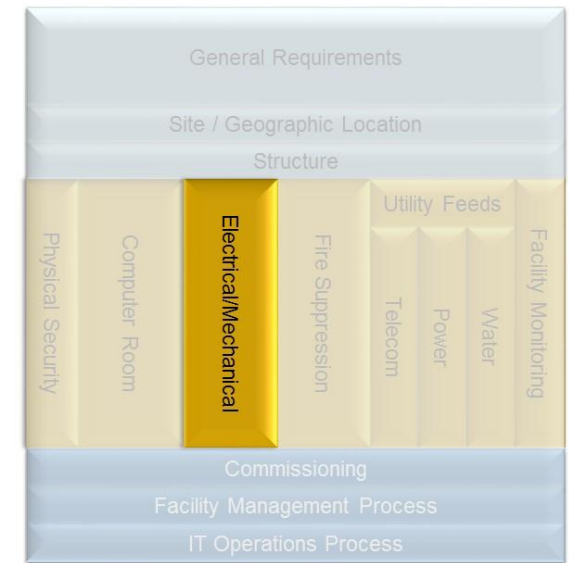 General Requirements
Site / Geographic Location
Structure
Physical Security
Computer Room
Electrical/Mechanical
Fire Suppression
Utility Feeds
Telecom
Power
Water
Facility Monitoring
Commissioning
Facility Management Process
IT Operations Process